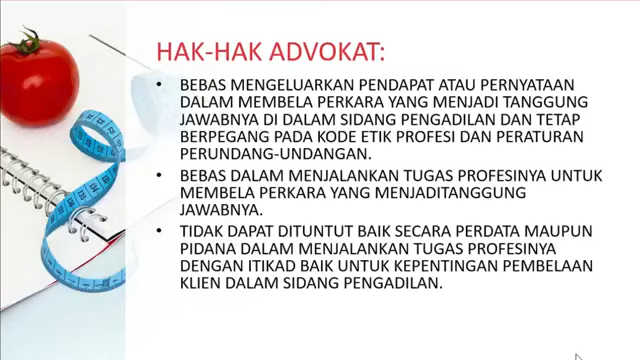 HAK-HAK ADVOKAT:
• BEBAS MENGELUARKAN PENDAPAT ATAU PERNYATAAN
DALAM MEMBELA PERKARA YANG MENJADI TANGGUNG
JAWABNYA DI DALAM SIDANG PENGADILAN DAN TETAP
BERPEGANG PADA KODE ETIK PROFESI DAN PERATURAN
PERUNDANG-UNDANGAN.
• BEBAS DALAM MENJALANKAN TUGAS PROFESINYA UNTUK
MEMBELA PERKARA YANG MENJADITANGGUNG
JAWABNYA.
• TIDAK DAPAT DITUNTUT BAIK SECARA PERDATA MAUPUN
PIDANA DALAM MENJALANKAN TUGAS PROFESINYA
DENGAN ITIKAD BAIK UNTUK KEPENTINGAN PEMBELAAN
KLIEN DALAM SIDANG PENGADILAN.